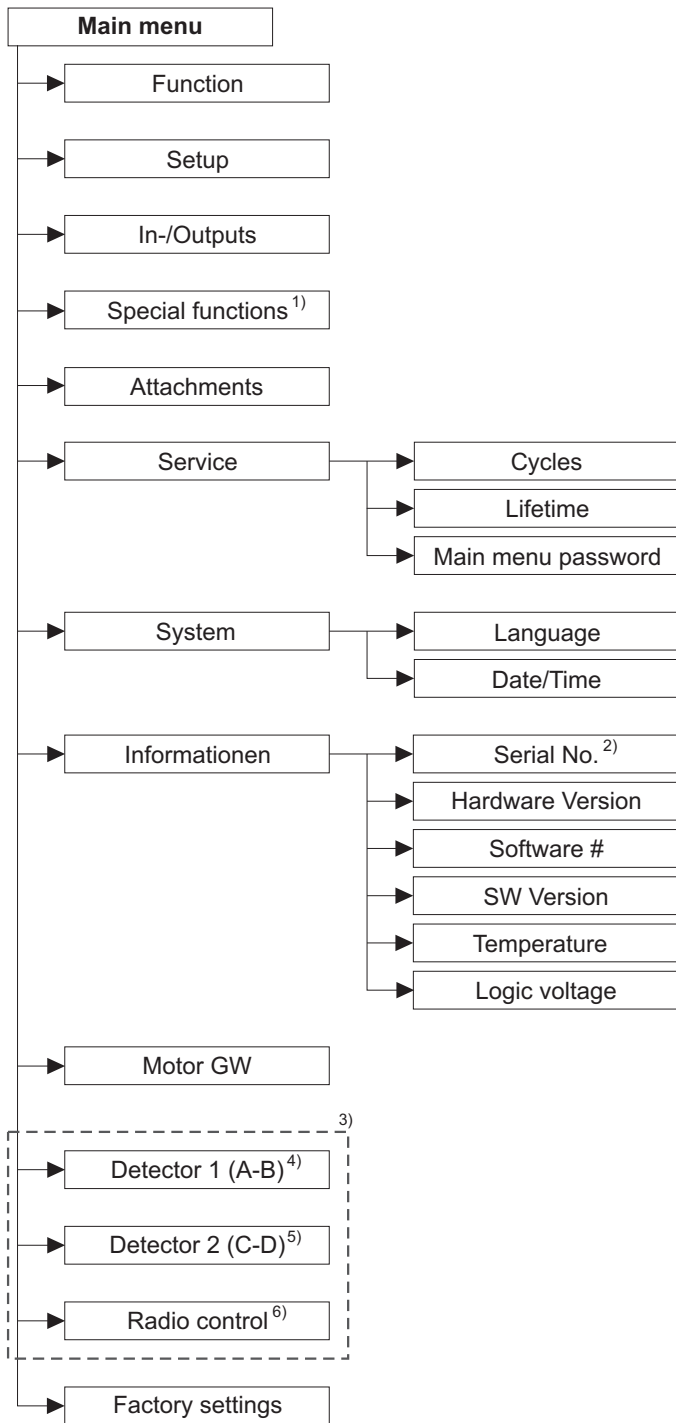 Main menu
Function
Setup
In-/Outputs
Special functions 1)
Attachments
Service
Cycles
Lifetime
Main menu password
System
Language
Date/Time
Informationen
Serial No. 2)
Hardware Version
Software #
SW Version
Temperature
Logic voltage
Motor GW
3)
Detector 1 (A-B) 4)
Detector 2 (C-D) 5)
Radio control 6)
Factory settings